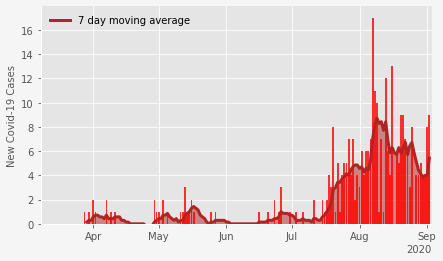 7 day moving average
New Covid-19 Cases
16
14
12
10
8
6
4
2
0
Apr
May
Jun
Jul
Aug
Sep
2020